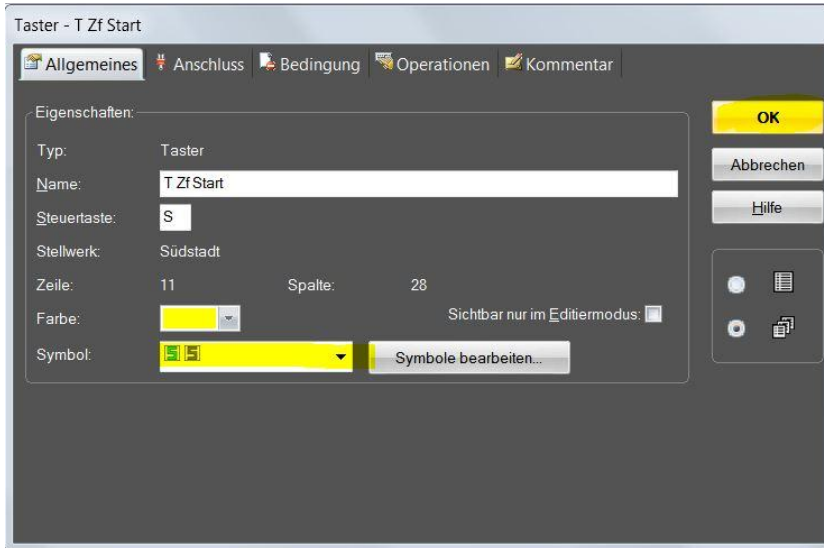 Taster - T Zf Start
Allgemeines Anschluss Bedingung Operationen Kommentar
Eigenschaften:
Typ: Taster
Name: T Zf Start
Steuertaste: S
Stellwerk: Südstadt
Zeile: 11 Spalte: 28
Farbe: Sichtbar nur im Editiermodus:
Symbol: S S Symbole bearbeiten...
OK
Abbrechen
Hilfe